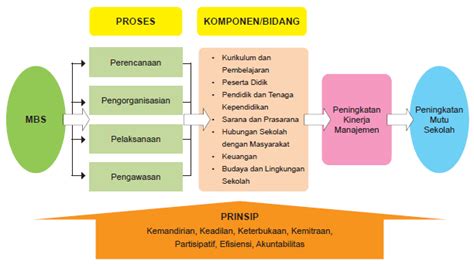 PROSES
KOMPONEN/BIDANG
MBS
Perencanaan
Pengorganisasian
Pelaksanaan
Pengawasan
• Kurikulum dan
Pembelajaran
• Peserta Didik
• Pendidik dan Tenaga
Kependidikan
• Sarana dan Prasarana
• Hubungan Sekolah
dengan Masyarakat
• Keuangan
• Budaya dan Lingkungan
Sekolah
Peningkatan
Kinerja
Manajemen
Peningkatan
Mutu
Sekolah
PRINSIP
Kemandirian, Keadilan, Keterbukaan, Kemitraan,
Partisipatif, Efisiensi, Akuntabilitas